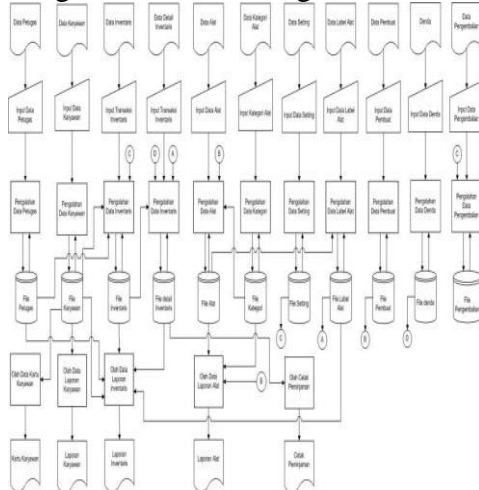 Data Petugas
Data Karyawan
Data Inventaris
Data Detail
Inventaris
Data Alat
Data Kategori
Alat
Data Seting
Data Label Alat
Data Pembuat
Denda
Data
Pengembalian
Input Data
Petugas
Input Data
Karyawan
Input Transaksi
Inventaris
Input Transaksi
Inventaris
Input Data Alat
Input Kategori Alat
Input Data Setting
Input Data Label
Alat
Input Data
Pembuat
Input Data Denda
Input Data
Pengembalian
C
D
A
B
C
Pengolahan
Data Petugas
Pengolahan
Data Karyawan
Pengolahan
Data Inventaris
Pengolahan
Data Inventaris
Pengolahan
Data Alat
Pengolahan
Data Kategori
Pengolahan
Data Seting
Pengolahan
Data Label Alat
Pengolahan
Data Pembuat
Pengolahan
Data Denda
Pengolahan
Data
Pengembalian
File
Petugas
File
Karyawan
File
Inventaris
File detail
Inventaris
File Alat
File
Kategori
File Setting
File Label
Alat
File
Pembuat
File denda
File
Pengembalian
A
D
Olah Data Kartu
Karyawan
Olah Data
Laporan
Karyawan
Olah Data
Laporan
Inventaris
Olah Data
Laporan Alat
B
Olah Cetak
Peminjaman
Kartu Karyawan
Laporan
Karyawan
Laporan
Inventaris
Laporan Alat
Cetak
Peminjaman